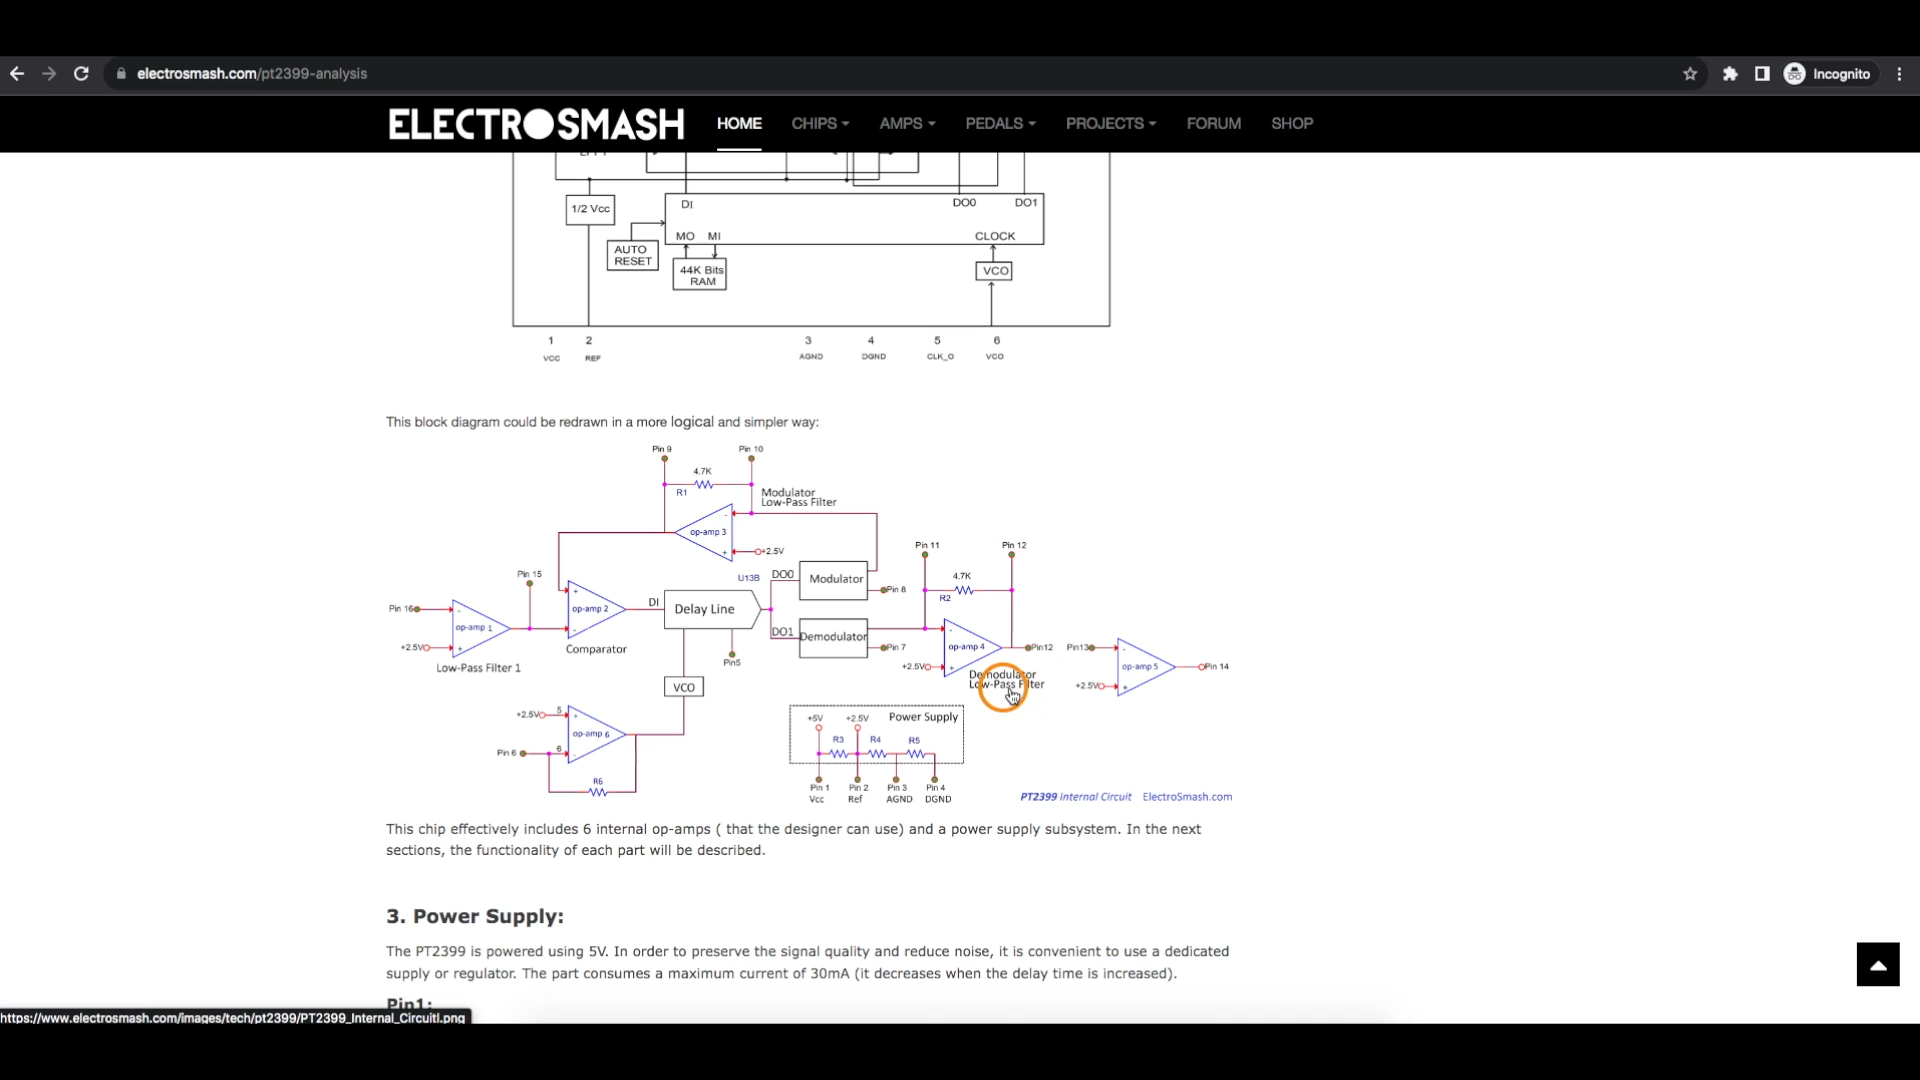 electrosmash.com/pt2399-analysis
Incognito
ELECTROSMASH
HOME
CHIPS
AMPS
PEDALS
PROJECTS
FORUM
SHOP
1/2 Vcc
DI
DO0
DO1
AUTO
RESET
MO
MI
CLOCK
44K Bits
RAM
VCO
1
2
3
4
5
6
VCC
REF
AGND
DGND
CLK_O
VCO
This block diagram could be redrawn in a more logical and simpler way:
Pin 9
Pin 10
4.7K
R1
Modulator
Low-Pass Filter
-
op-amp 3
+
+2.5V
Pin 11
Pin 12
Pin 15
U13B
DO0
Modulator
4.7K
Pin 8
R2
Pin 16
-
op-amp 1
+
+2.5V
Low-Pass Filter 1
+
op-amp 2
-
Comparator
DI
Delay Line
DO1
Demodulator
Pin 7
Pin5
-
op-amp 4
+
+2.5V
Pin12
Demodulator
Low-Pass Filter
Pin13
-
op-amp 5
+
+2.5V
Pin 14
VCO
+2.5V
5
+
op-amp 6
-
Pin 6
6
R6
+5V
+2.5V
Power Supply
R3
R4
R5
Pin 1
Pin 2
Pin 3
Pin 4
Vcc
Ref
AGND
DGND
PT2399 Internal Circuit ElectroSmash.com
This chip effectively includes 6 internal op-amps ( that the designer can use) and a power supply subsystem. In the next
sections, the functionality of each part will be described.
3. Power Supply:
The PT2399 is powered using 5V. In order to preserve the signal quality and reduce noise, it is convenient to use a dedicated
supply or regulator. The part consumes a maximum current of 30mA (it decreases when the delay time is increased).
Pin1:
https://www.electrosmash.com/images/tech/pt2399/PT2399_Internal_CircuitI.png